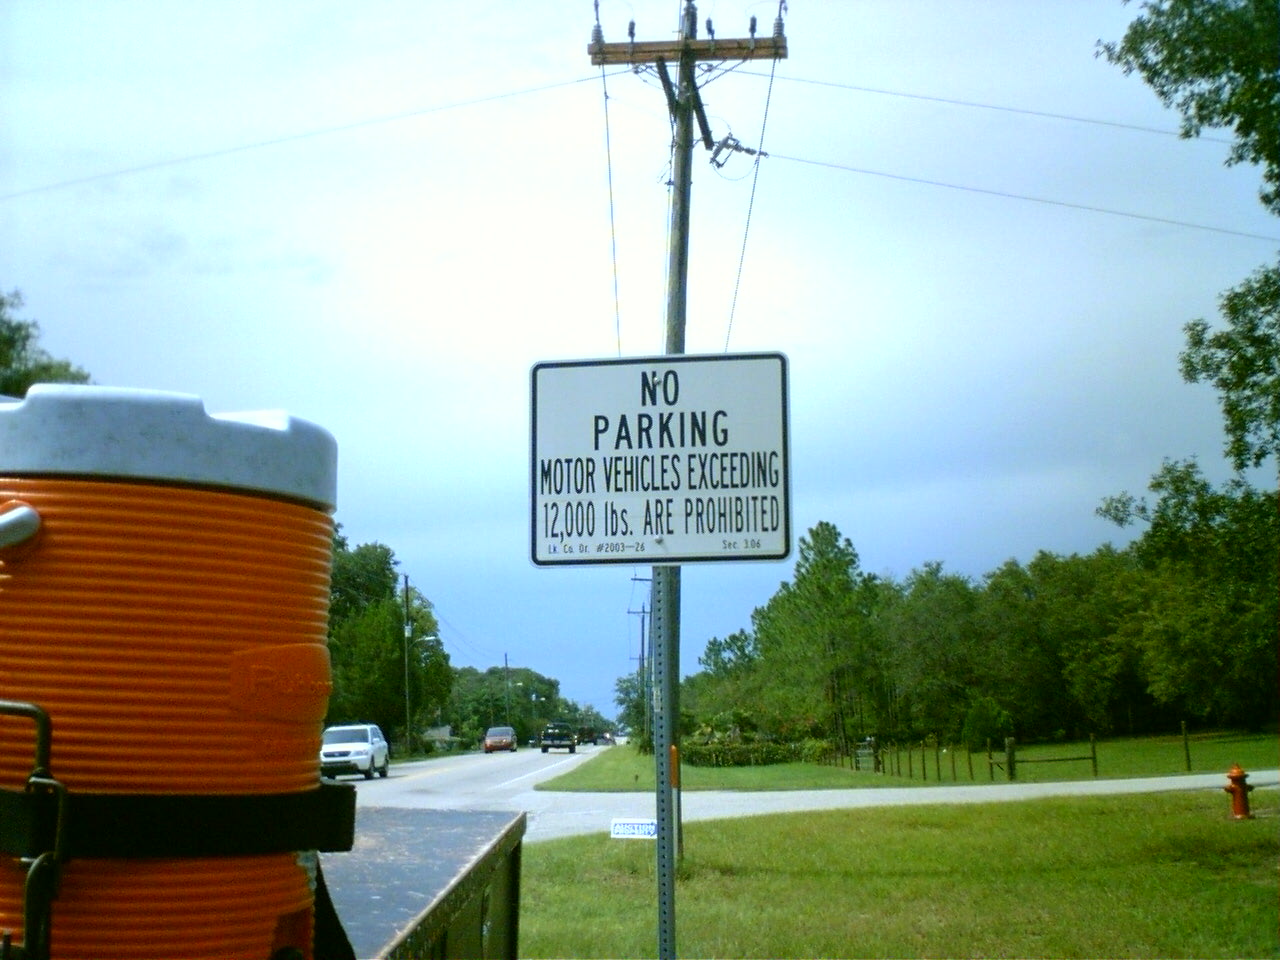 NO
PARKING
MOTOR VEHICLES EXCEEDING
12,000 lbs. ARE PROHIBITED
Lk. Co. Or. #2003-26 Sec. 3.06